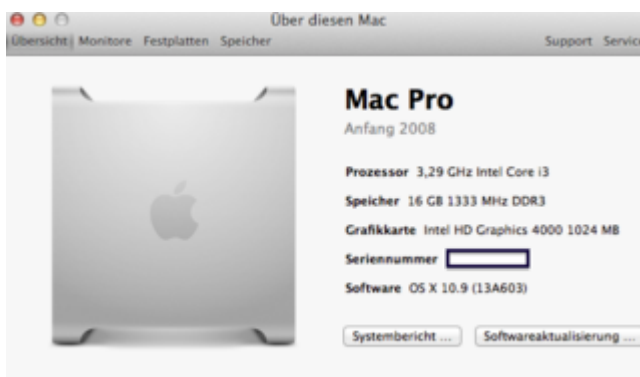 Über diesen Mac
Übersicht Monitore Festplatten Speicher Support Service
Mac Pro
Anfang 2008
Prozessor 3,29 GHz Intel Core i3
Speicher 16 GB 1333 MHz DDR3
Grafikkarte Intel HD Graphics 4000 1024 MB
Seriennummer
Software OS X 10.9 (13A603)
Systembericht ... Softwareaktualisierung ...